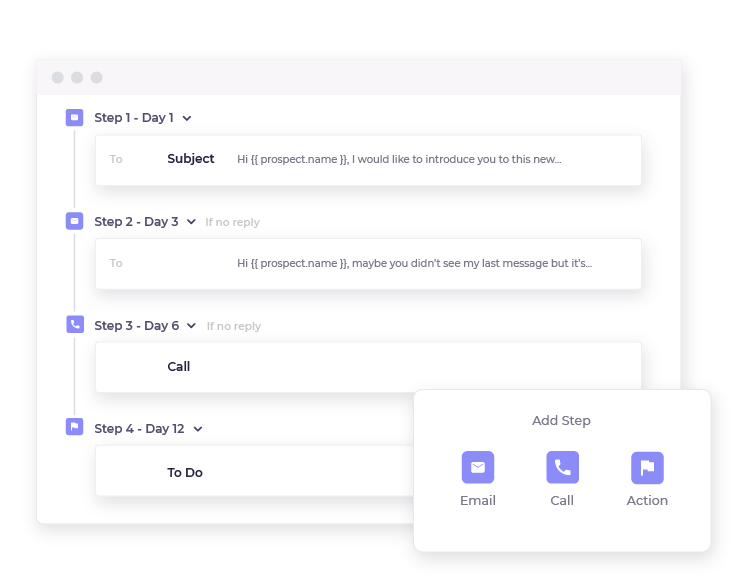 Step 1 - Day 1
To Subject Hi {{ prospect.name }}, I would like to introduce you to this new...
Step 2 - Day 3 If no reply
To Hi {{ prospect.name }}, maybe you didn't see my last message but it's...
Step 3 - Day 6 If no reply
Call
Step 4 - Day 12
To Do
Add Step
Email Call Action